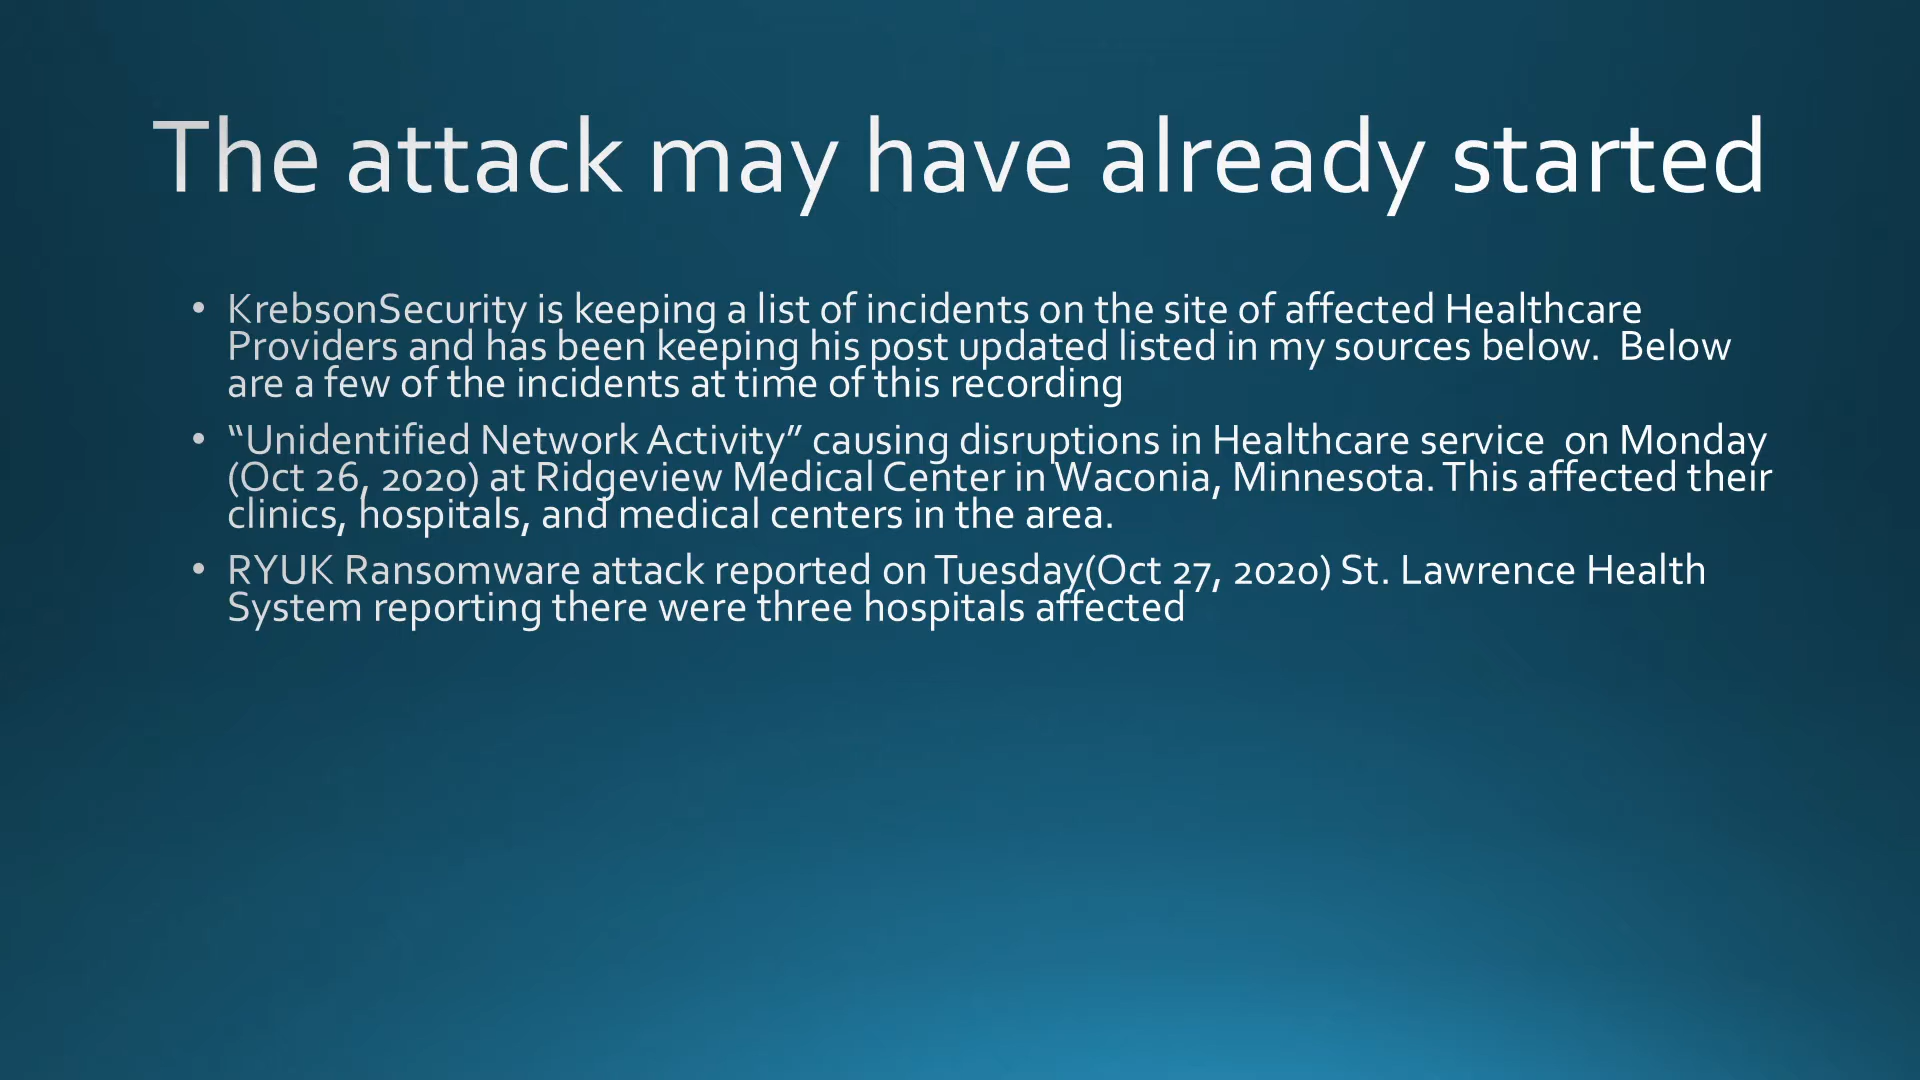 The attack may have already started
• KrebsonSecurity is keeping a list of incidents on the site of affected Healthcare
Providers and has been keeping his post updated listed in my sources below.  Below
are a few of the incidents at time of this recording
• “Unidentified Network Activity” causing disruptions in Healthcare service  on Monday
(Oct 26, 2020) at Ridgeview Medical Center in Waconia, Minnesota. This affected their
clinics, hospitals, and medical centers in the area.
• RYUK Ransomware attack reported on Tuesday(Oct 27, 2020) St. Lawrence Health
System reporting there were three hospitals affected